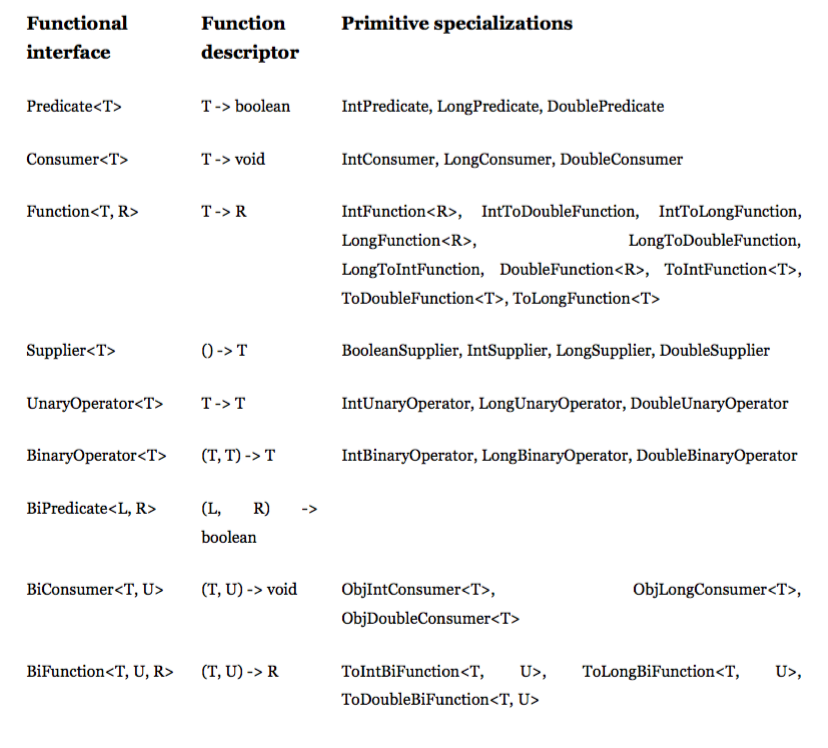 Functional interface Function descriptor Primitive specializations
Predicate<T> T -> boolean IntPredicate, LongPredicate, DoublePredicate
Consumer<T> T -> void IntConsumer, LongConsumer, DoubleConsumer
Function<T, R> T -> R IntFunction<R>, IntToDoubleFunction, IntToLongFunction,
LongFunction<R>, LongToDoubleFunction,
LongToIntFunction, DoubleFunction<R>, ToIntFunction<T>,
ToDoubleFunction<T>, ToLongFunction<T>
Supplier<T> () -> T BooleanSupplier, IntSupplier, LongSupplier, DoubleSupplier
UnaryOperator<T> T -> T IntUnaryOperator, LongUnaryOperator, DoubleUnaryOperator
BinaryOperator<T> (T, T) -> T IntBinaryOperator, LongBinaryOperator, DoubleBinaryOperator
BiPredicate<L, R> (L, R) ->
boolean
BiConsumer<T, U> (T, U) -> void ObjIntConsumer<T>, ObjLongConsumer<T>,
ObjDoubleConsumer<T>
BiFunction<T, U, R> (T, U) -> R ToIntBiFunction<T, U>, ToLongBiFunction<T, U>,
ToDoubleBiFunction<T, U>